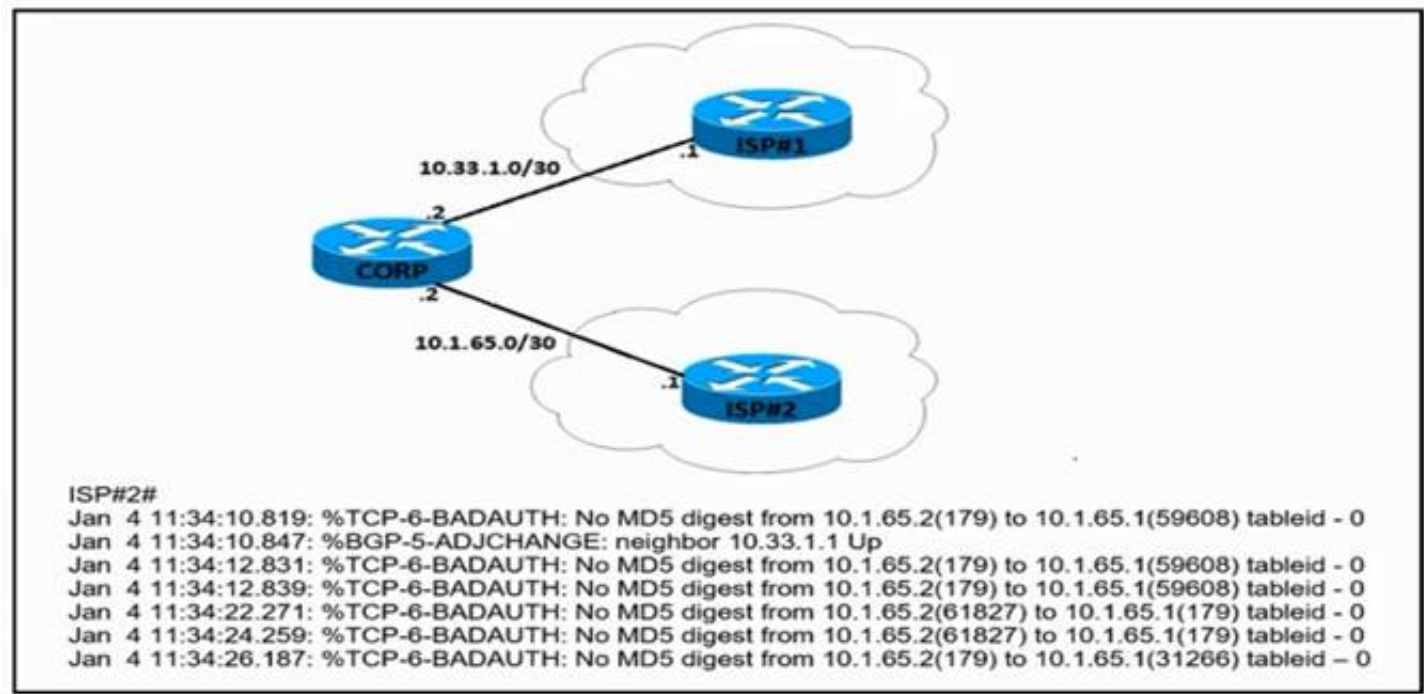 ISP#1
.1
10.33.1.0/30
.2
CORP
.2
10.1.65.0/30
.1
ISP#2
ISP#2#
Jan 4 11:34:10.819: %TCP-6-BADAUTH: No MD5 digest from 10.1.65.2(179) to 10.1.65.1(59608) tableid - 0
Jan 4 11:34:10.847: %BGP-5-ADJCHANGE: neighbor 10.33.1.1 Up
Jan 4 11:34:12.831: %TCP-6-BADAUTH: No MD5 digest from 10.1.65.2(179) to 10.1.65.1(59608) tableid - 0
Jan 4 11:34:12.839: %TCP-6-BADAUTH: No MD5 digest from 10.1.65.2(179) to 10.1.65.1(59608) tableid - 0
Jan 4 11:34:22.271: %TCP-6-BADAUTH: No MD5 digest from 10.1.65.2(61827) to 10.1.65.1(179) tableid - 0
Jan 4 11:34:24.259: %TCP-6-BADAUTH: No MD5 digest from 10.1.65.2(61827) to 10.1.65.1(179) tableid - 0
Jan 4 11:34:26.187: %TCP-6-BADAUTH: No MD5 digest from 10.1.65.2(179) to 10.1.65.1(31266) tableid – 0